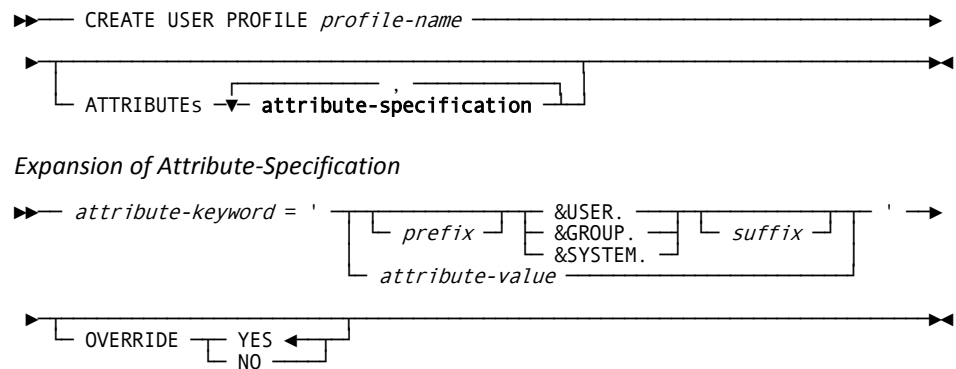 CREATE USER PROFILE profile-name
,
ATTRIBUTEs attribute-specification
Expansion of Attribute-Specification
attribute-keyword = ' prefix &USER. suffix '
&GROUP.
&SYSTEM.
attribute-value
OVERRIDE YES
NO